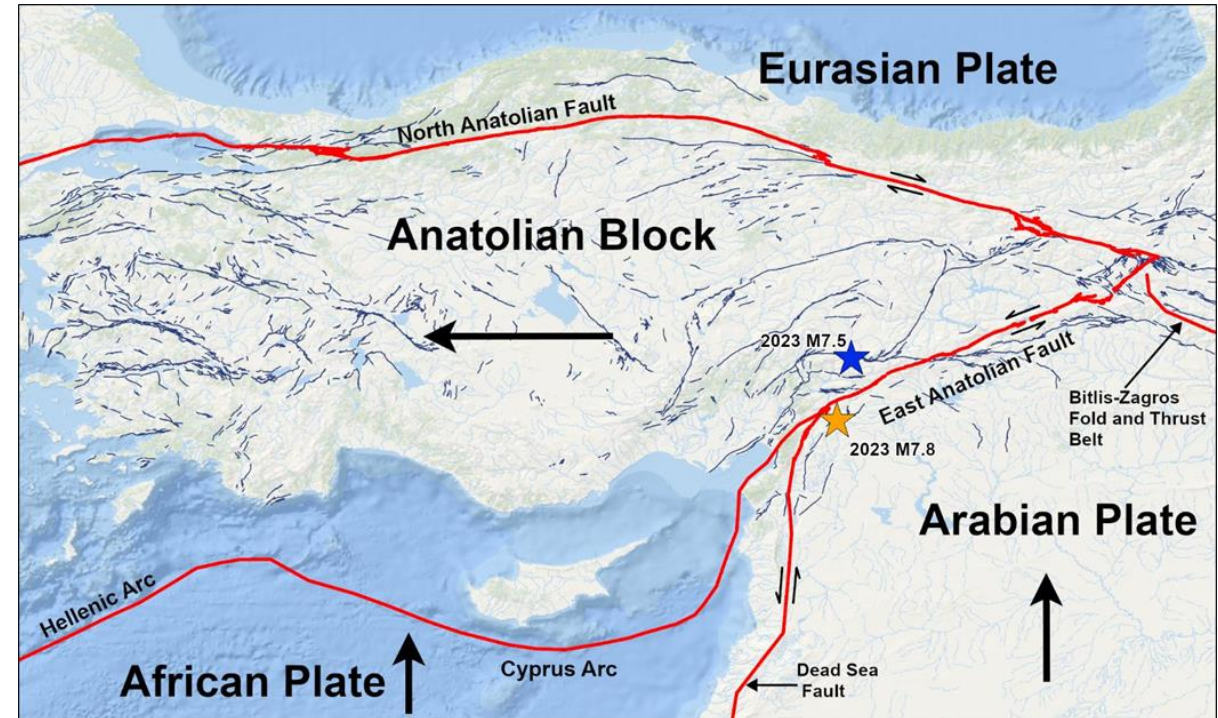 Eurasian Plate
North Anatolian Fault
Anatolian Block
2023 M7.5
East Anatolian Fault
2023 M7.8
Bitlis-Zagros
Fold and Thrust
Belt
Arabian Plate
Hellenic Arc
African Plate
Cyprus Arc
Dead Sea
Fault